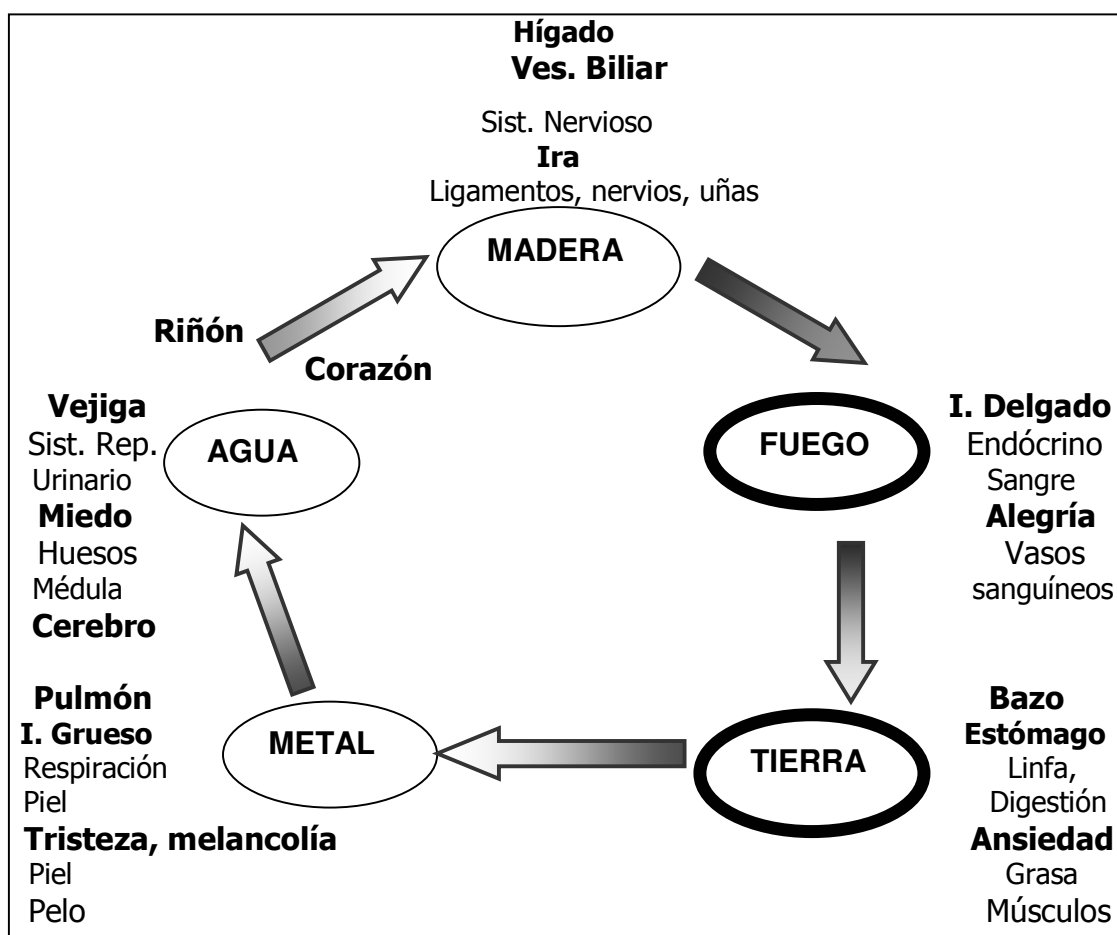 Hígado
Ves. Biliar
Sist. Nervioso
Ira
Ligamentos, nervios, uñas
MADERA
Riñón
Corazón
Vejiga
Sist. Rep.
Urinario
Miedo
Huesos
Médula
Cerebro
AGUA
FUEGO
I. Delgado
Endócrino
Sangre
Alegría
Vasos
sanguíneos
Pulmón
I. Grueso
Respiración
Piel
Tristeza, melancolía
Piel
Pelo
METAL
TIERRA
Bazo
Estómago
Linfa,
Digestión
Ansiedad
Grasa
Músculos